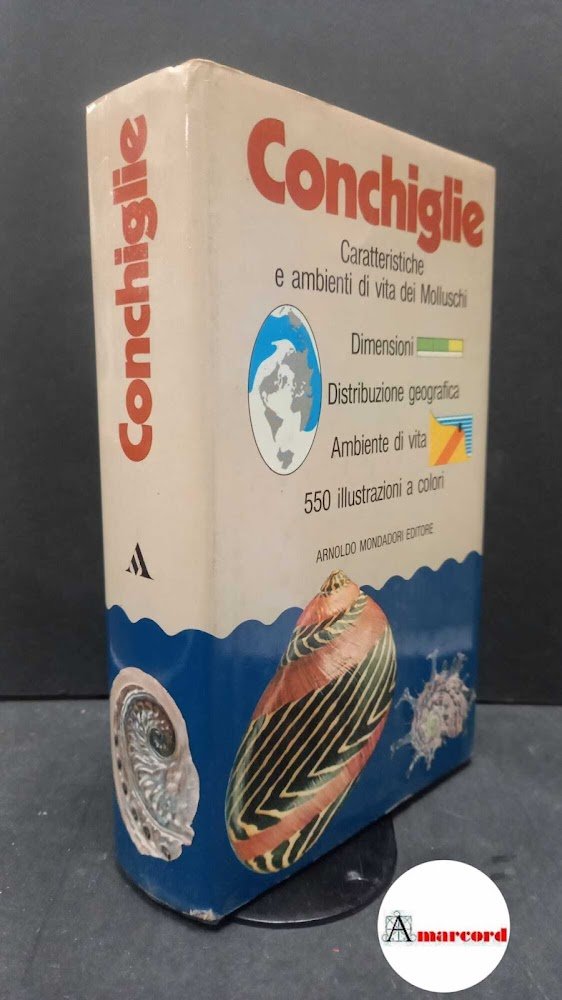 Conchiglie
Conchiglie
Caratteristiche
e ambienti di vita dei Molluschi
Dimensioni
Distribuzione geografica
Ambiente di vita
550 illustrazioni a colori
ARNOLDO MONDADORI EDITORE
Amarcord